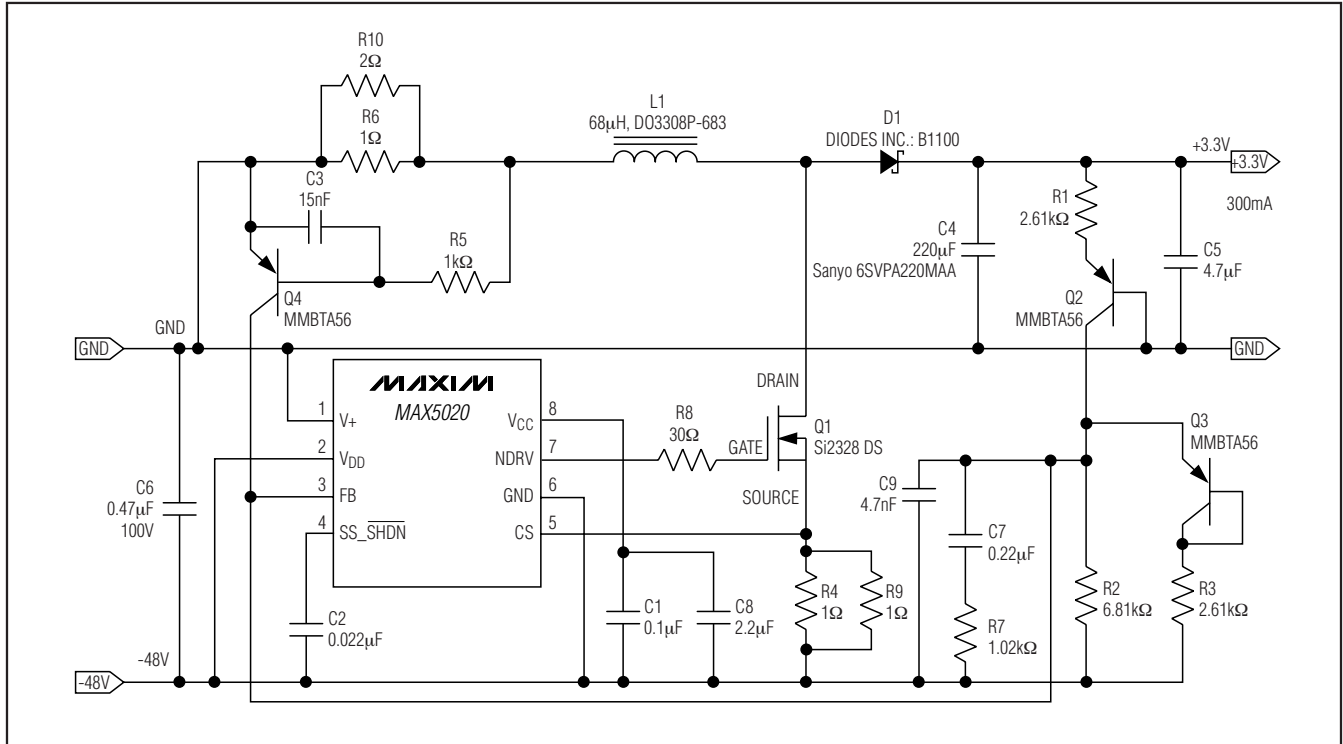 R10
2Ω
R6
1Ω
C3
15nF
R5
1kΩ
Q4
MMBTA56
L1
68μH, DO3308P-683
D1
DIODES INC.: B1100
+3.3V
+3.3V
300mA
R1
2.61kΩ
C4
220μF
Sanyo 6SVPA220MAA
C5
4.7μF
Q2
MMBTA56
GND
GND
GND
MAXIM
MAX5020
1 V+
2 VDD
3 FB
4 SS_SHDN
VCC 8
NDRV 7
GND 6
CS 5
R8
30Ω
DRAIN
GATE
Q1
Si2328 DS
SOURCE
Q3
MMBTA56
C6
0.47μF
100V
C9
4.7nF
C7
0.22μF
C2
0.022μF
C1
0.1μF
C8
2.2μF
R4
1Ω
R9
1Ω
R7
1.02kΩ
R2
6.81kΩ
R3
2.61kΩ
-48V
-48V